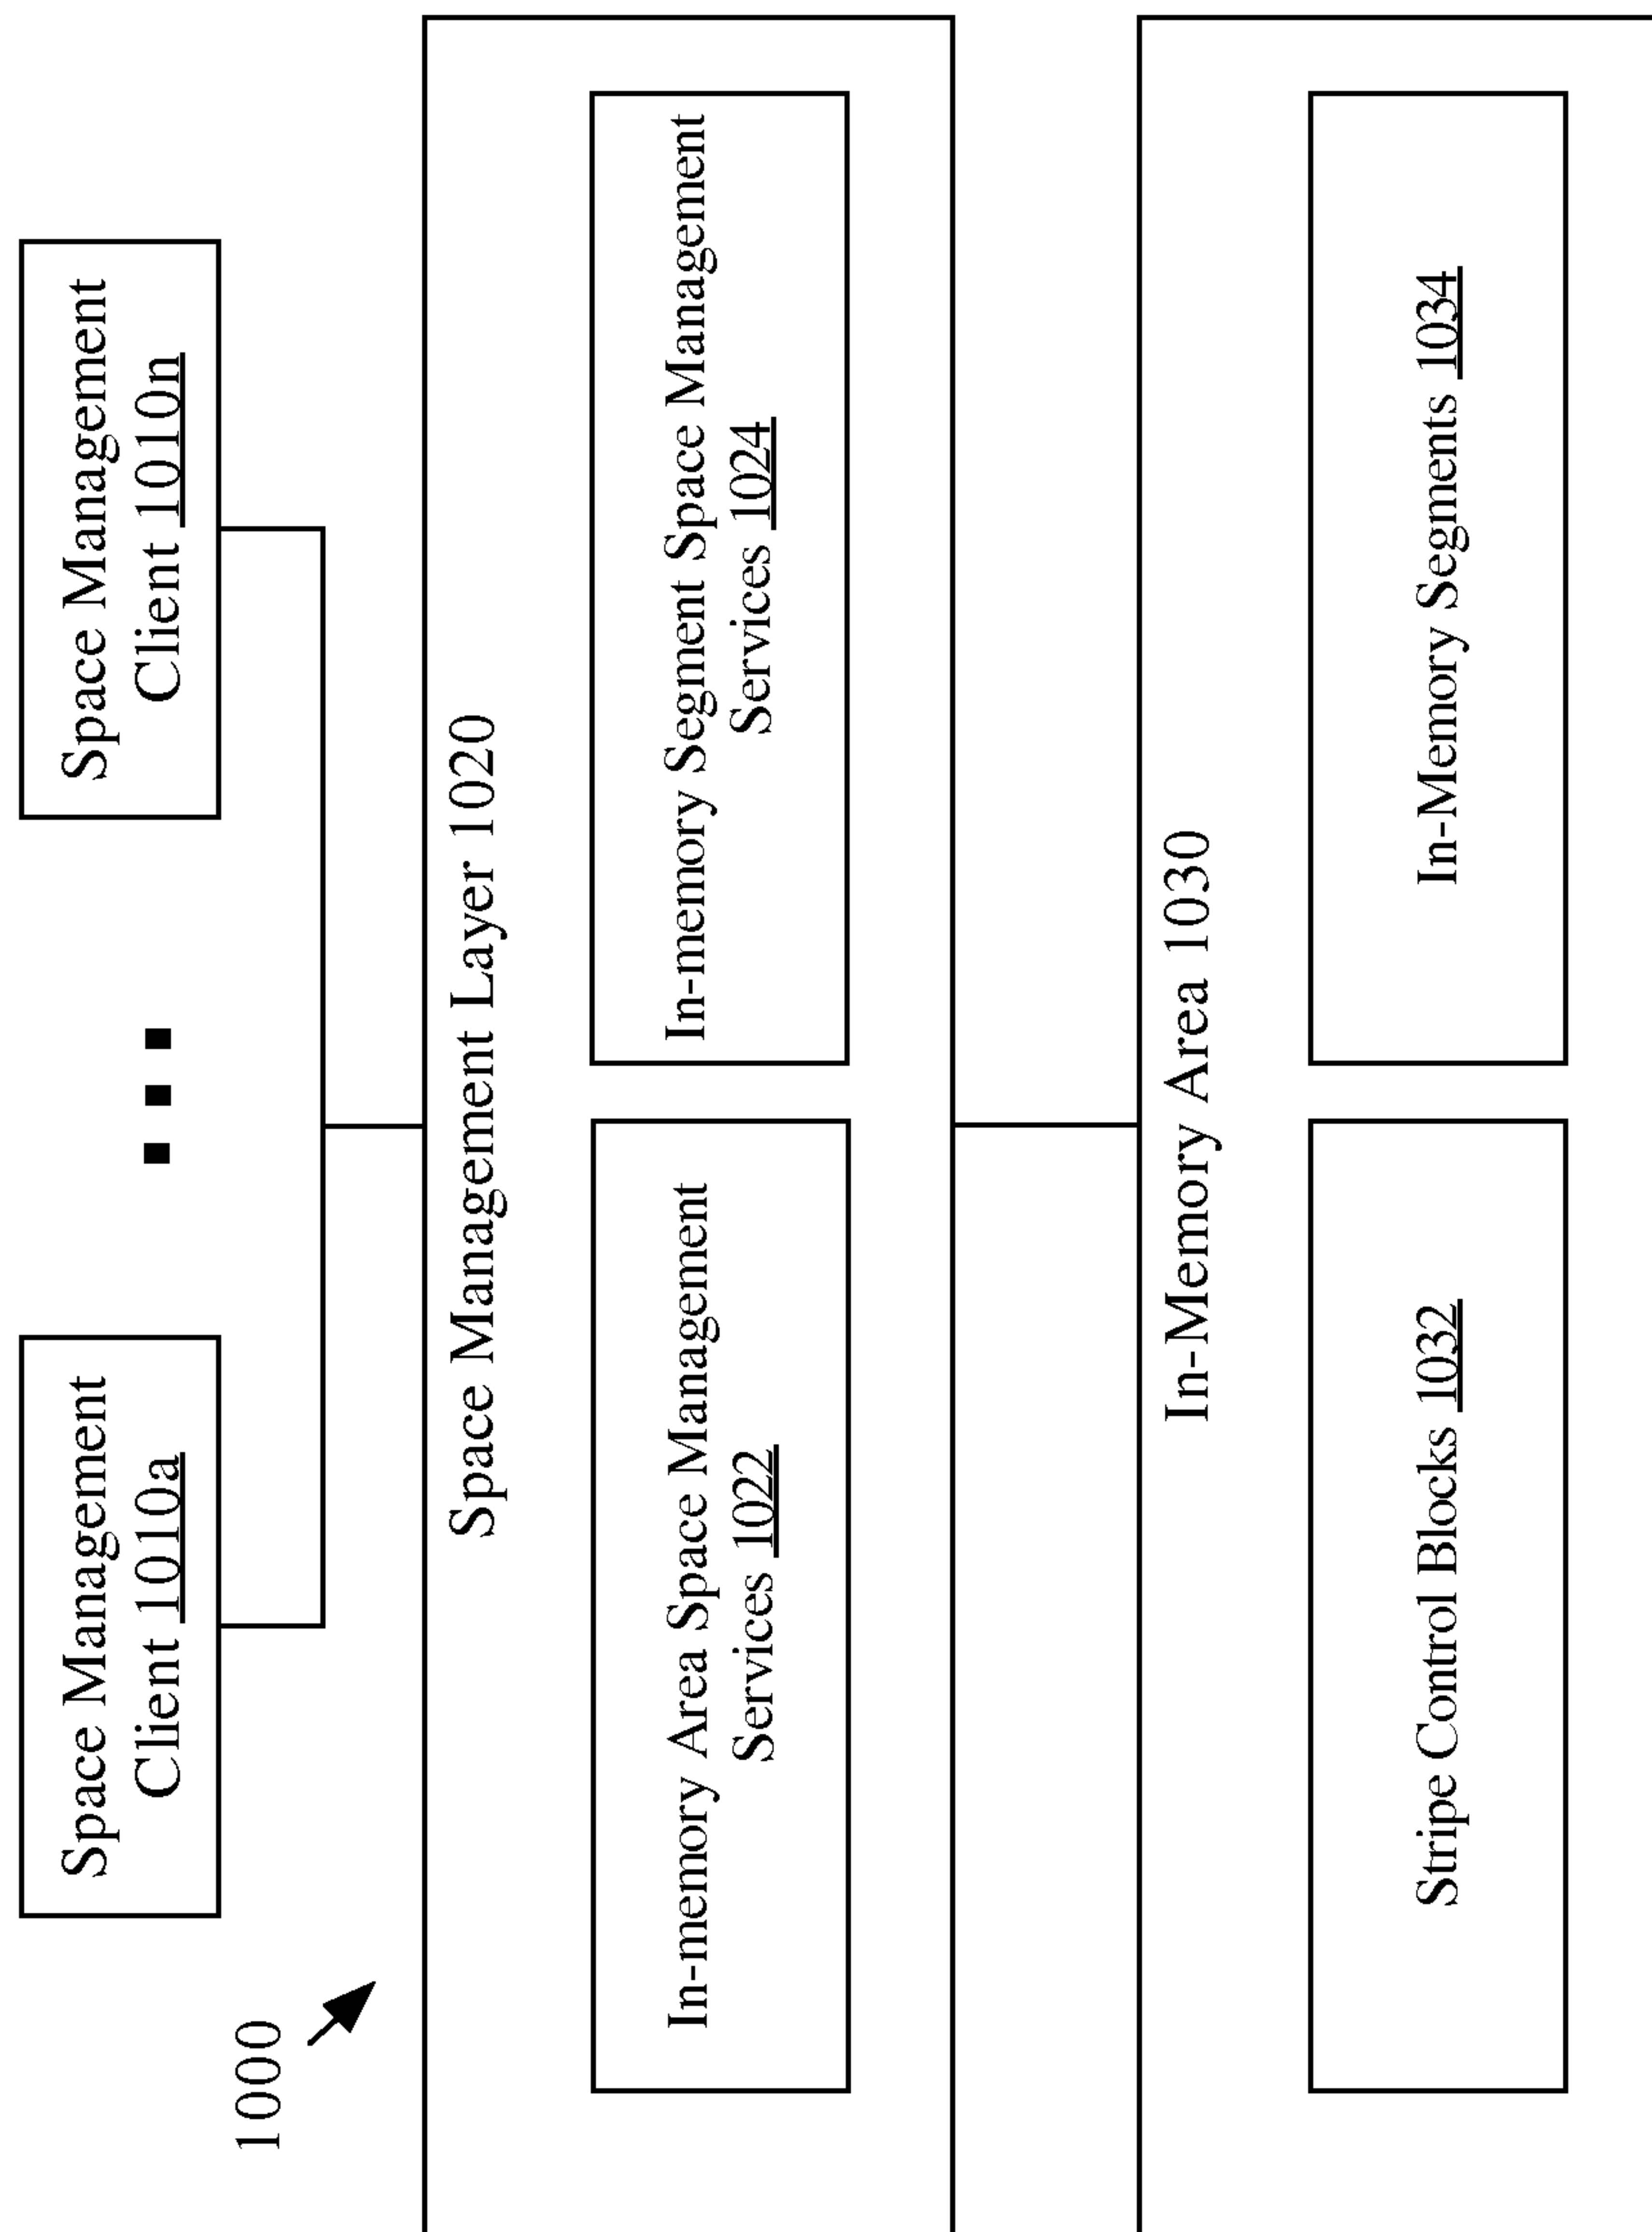 1000
Space Management
Client 1010a
Space Management
Client 1010n
Space Management Layer 1020
In-memory Area Space Management
Services 1022
In-memory Segment Space Management
Services 1024
In-Memory Area 1030
Stripe Control Blocks 1032
In-Memory Segments 1034